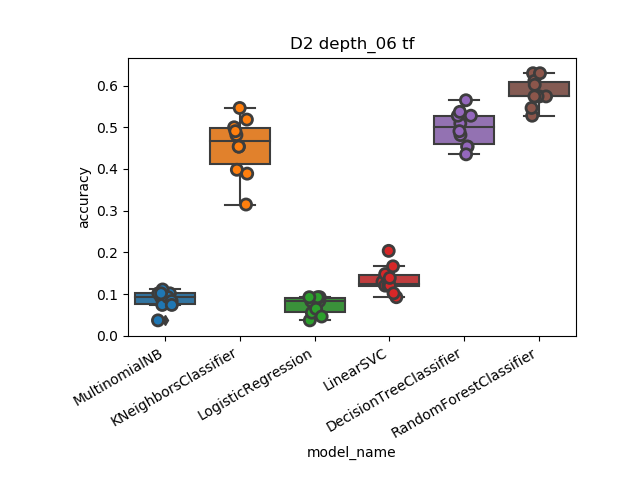 D2 depth_06 tf
accuracy
0.6
0.5
0.4
0.3
0.2
0.1
0.0
MultinomialNB
KNeighborsClassifier
LogisticRegression
LinearSVC
DecisionTreeClassifier
RandomForestClassifier
model_name